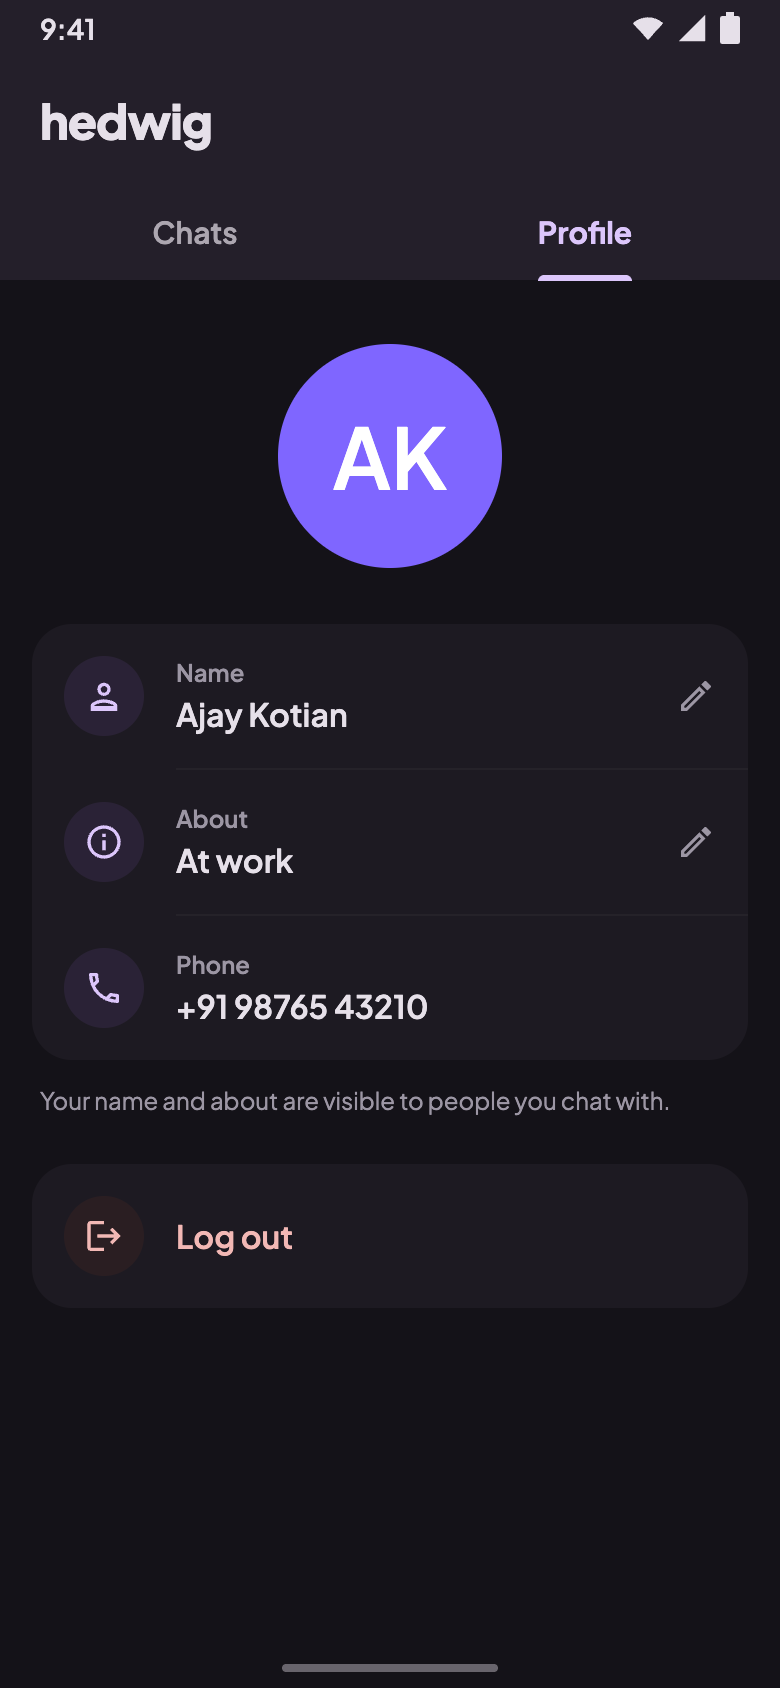 9:41
hedwig
Chats Profile
AK
Name
Ajay Kotian
About
At work
Phone
+91 98765 43210
Your name and about are visible to people you chat with.
Log out